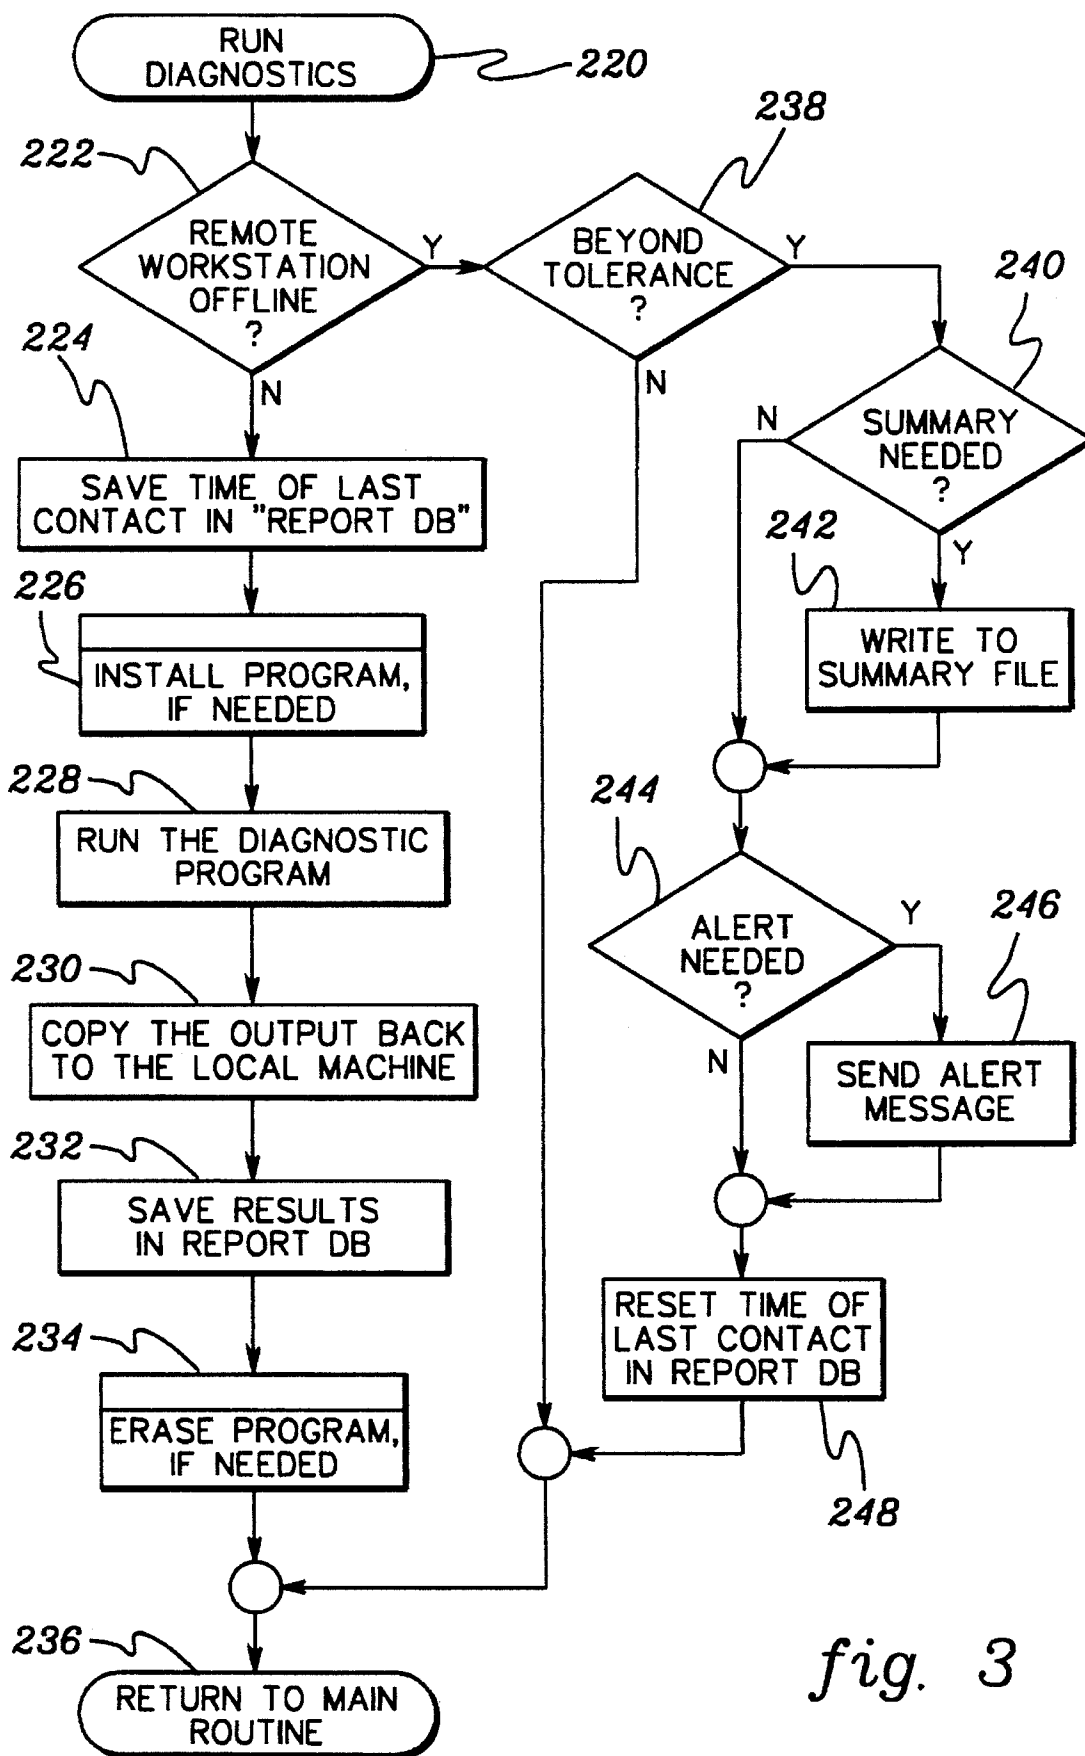 RUN
DIAGNOSTICS
220
222
REMOTE
WORKSTATION
OFFLINE
?
Y
N
238
BEYOND
TOLERANCE
?
Y
N
240
SUMMARY
NEEDED
?
N
Y
224
SAVE TIME OF LAST
CONTACT IN "REPORT DB"
242
WRITE TO
SUMMARY FILE
226
INSTALL PROGRAM,
IF NEEDED
228
RUN THE DIAGNOSTIC
PROGRAM
244
ALERT
NEEDED
?
Y
N
246
SEND ALERT
MESSAGE
230
COPY THE OUTPUT BACK
TO THE LOCAL MACHINE
232
SAVE RESULTS
IN REPORT DB
RESET TIME OF
LAST CONTACT
IN REPORT DB
248
234
ERASE PROGRAM,
IF NEEDED
236
RETURN TO MAIN
ROUTINE
fig. 3